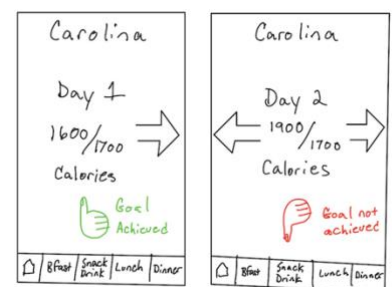 Carolina
Day 1
1600/1700
Calories
Goal
Achieved
Bfast
Snack
Drink
Lunch
Dinner
Carolina
Day 2
1900/1700
Calories
Goal not
achieved
Bfast
Snack
Drink
Lunch
Dinner